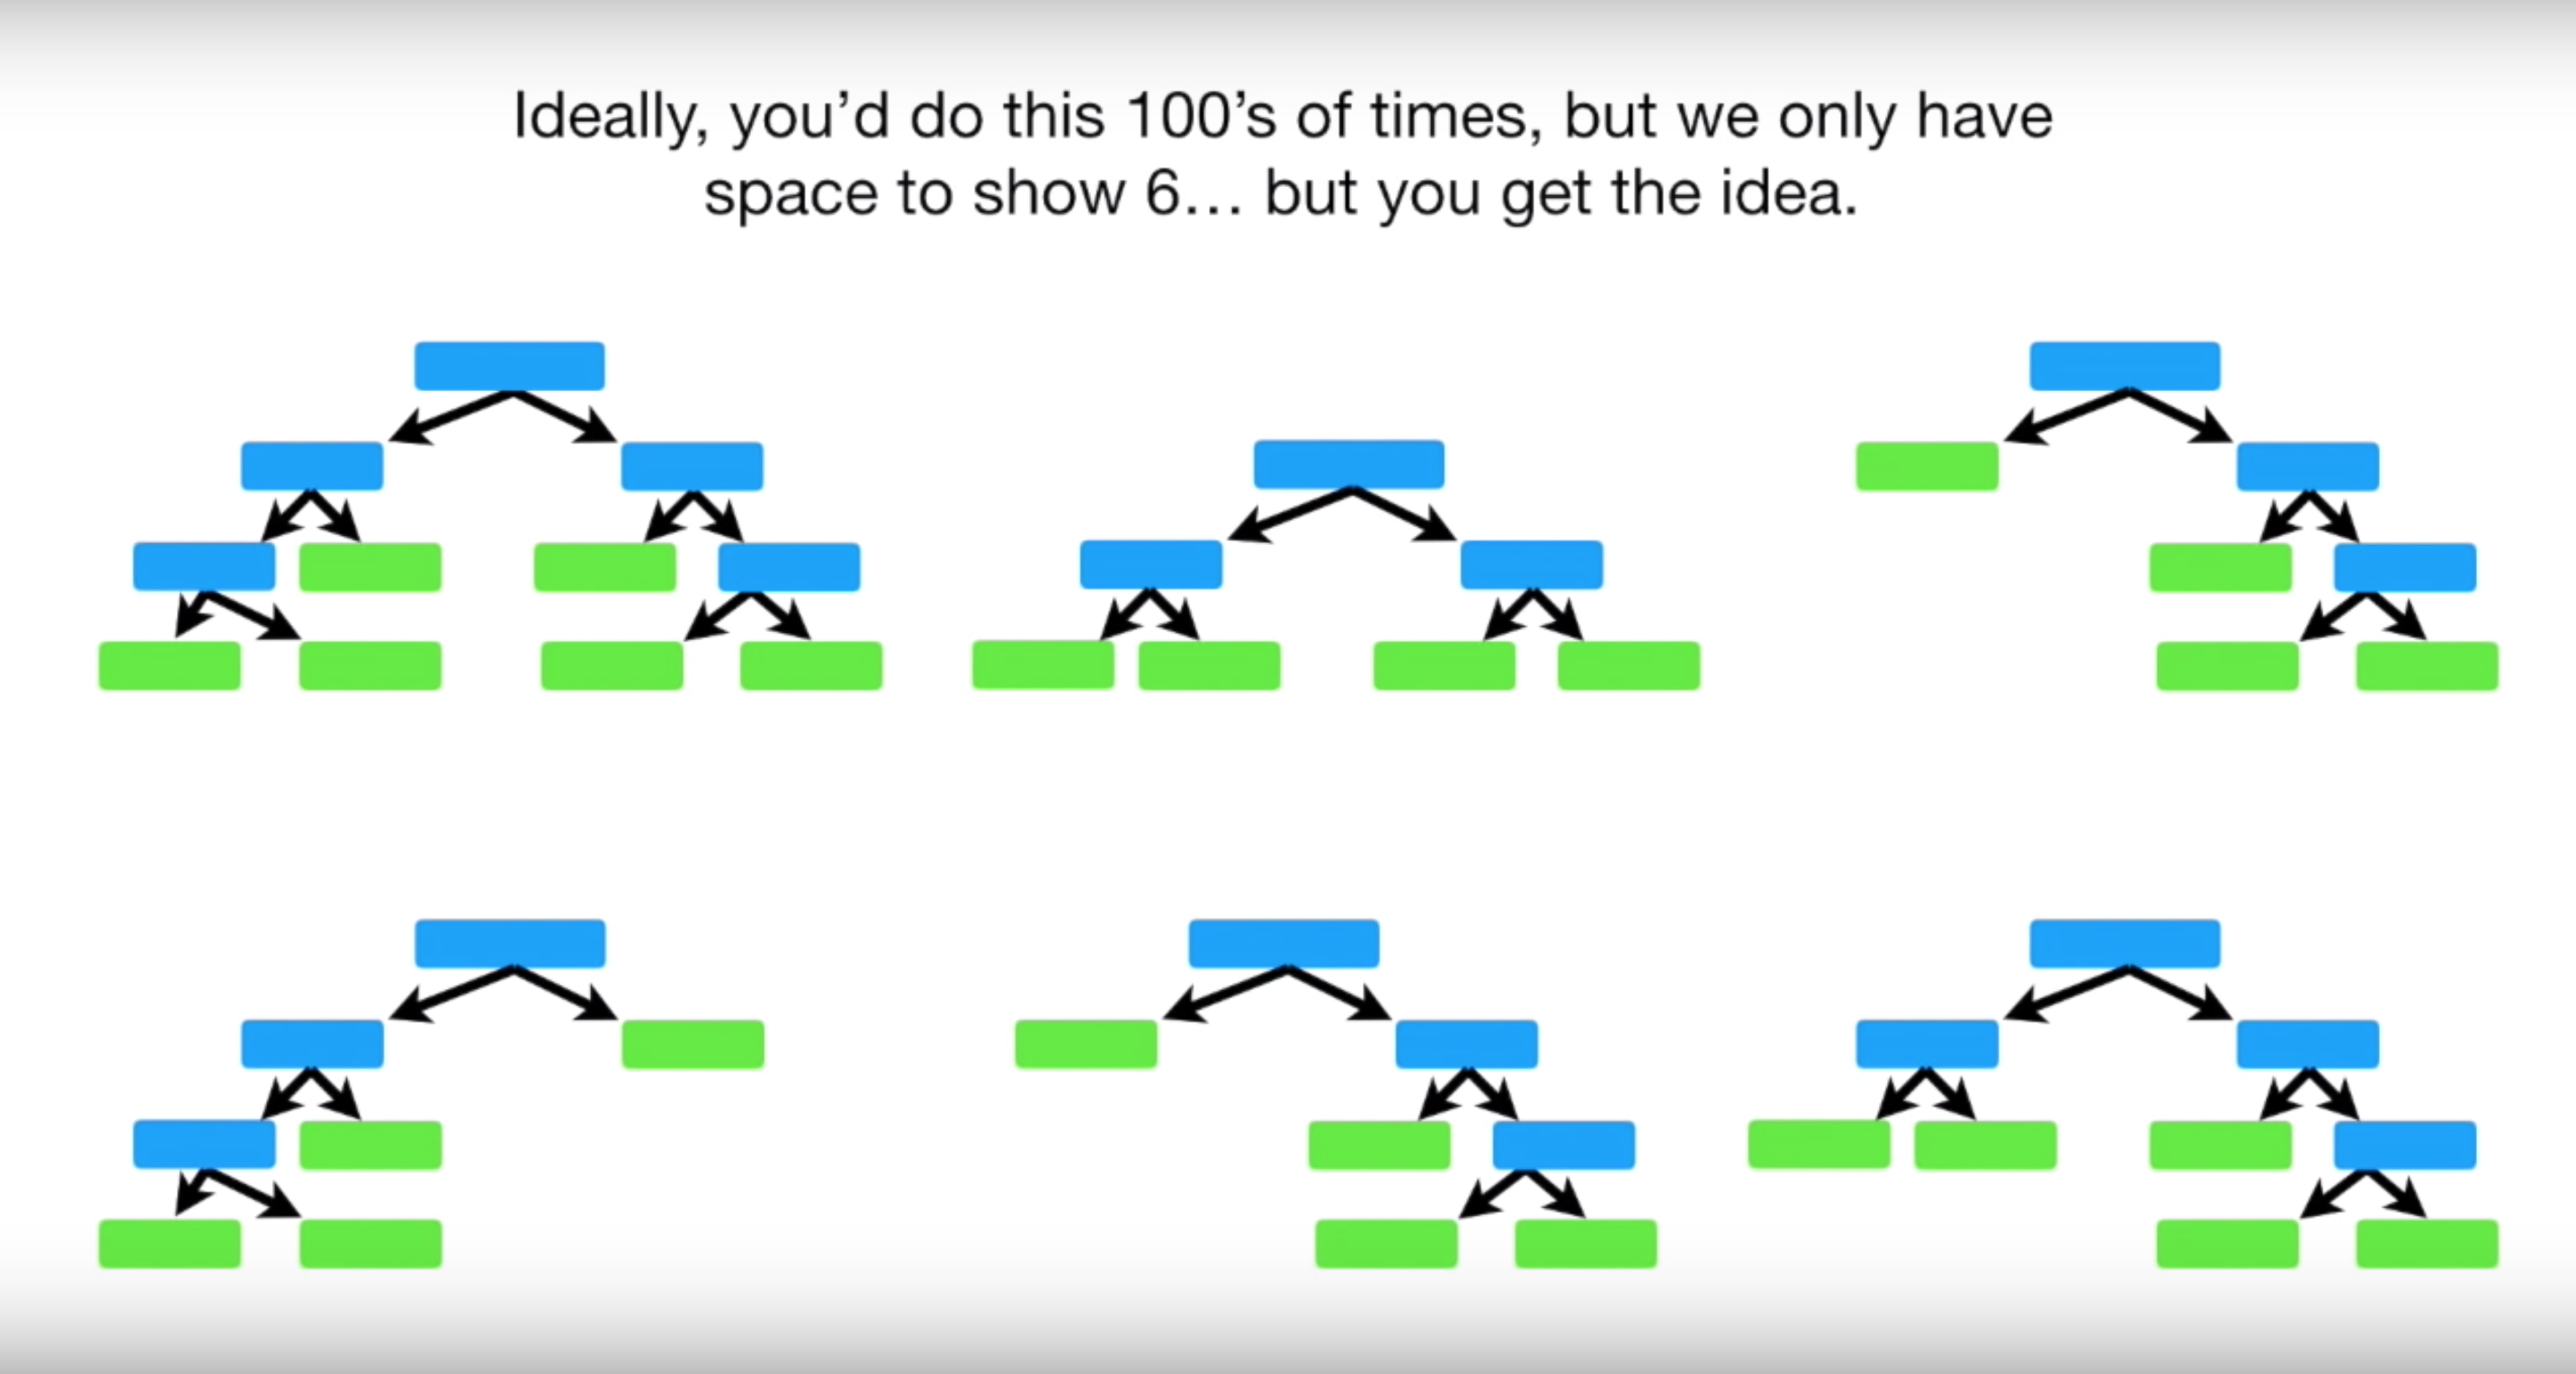 Ideally, you’d do this 100’s of times, but we only have
space to show 6… but you get the idea.